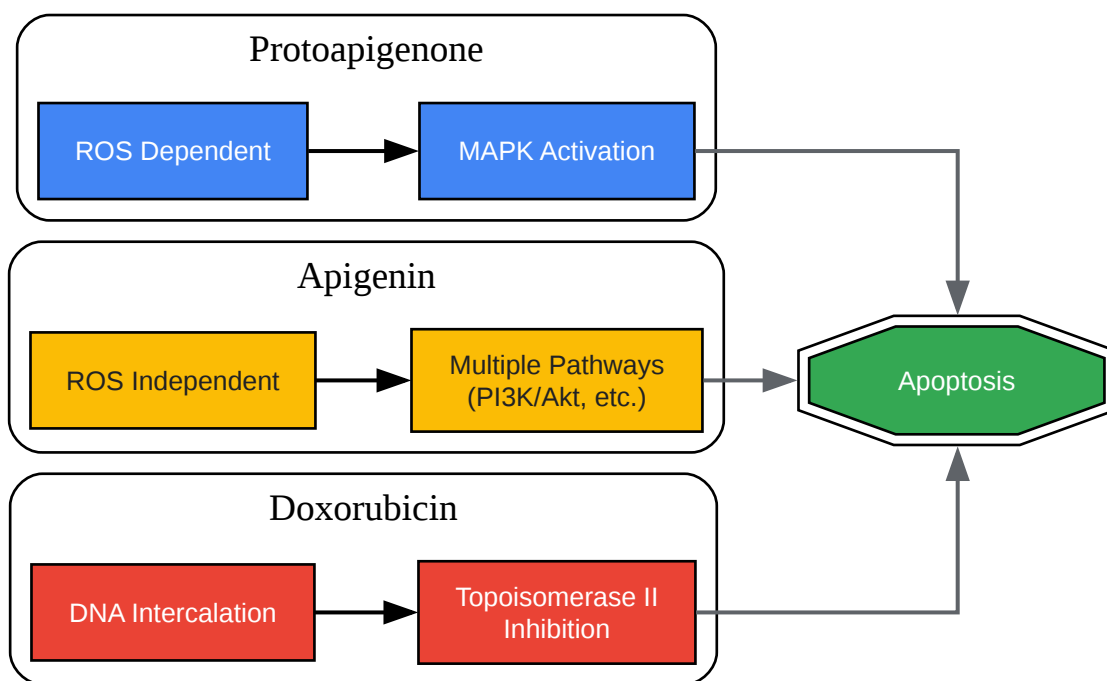 Protoapigenone
ROS Dependent
MAPK Activation
Apigenin
ROS Independent
Multiple Pathways
(PI3K/Akt, etc.)
Apoptosis
Doxorubicin
DNA Intercalation
Topoisomerase II
Inhibition